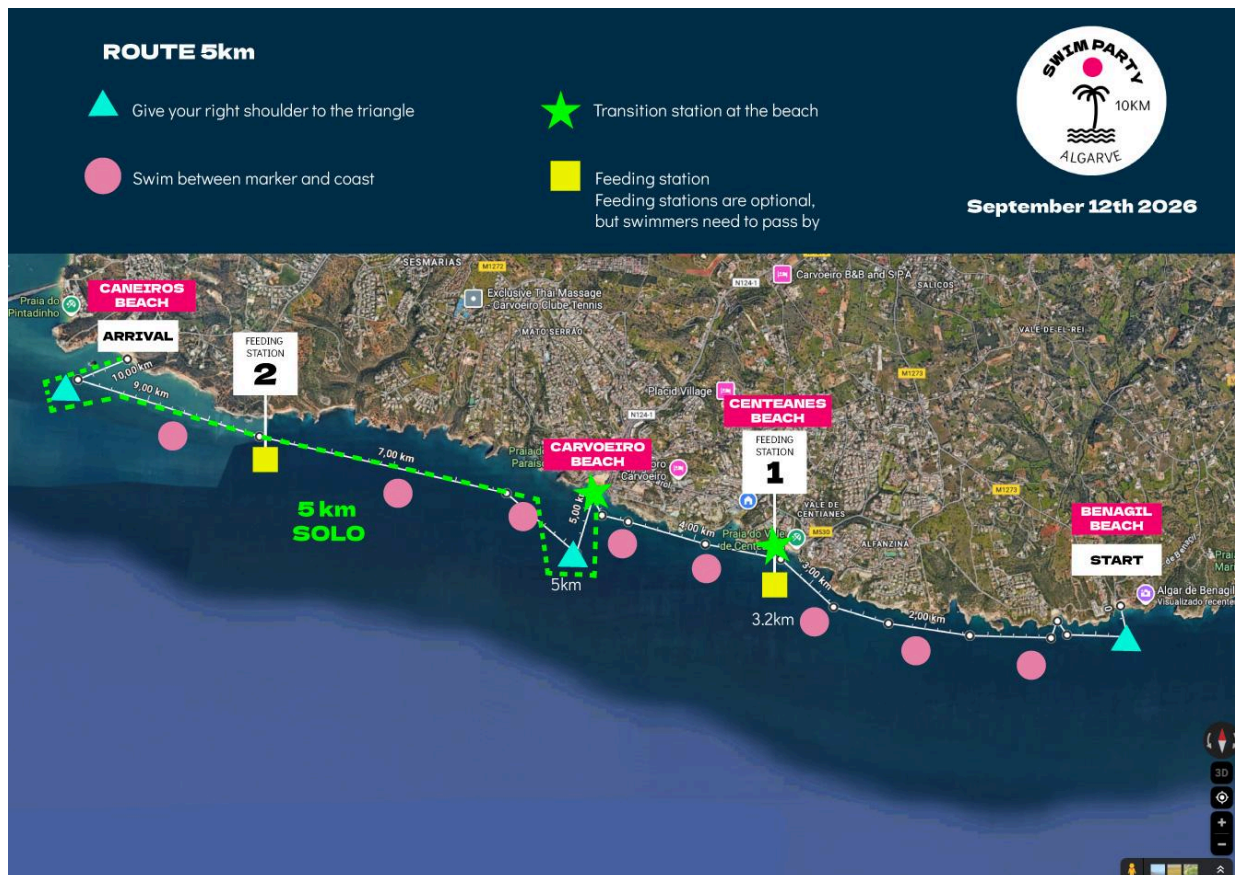 ROUTE 5km
Give your right shoulder to the triangle
Swim between marker and coast
Transition station at the beach
Feeding station
Feeding stations are optional,
but swimmers need to pass by
SWIM PARTY
10KM
ALGARVE
September 12th 2026
CANEIROS
BEACH
ARRIVAL
Praia do
Pintadinho
10,00 km
9,00 km
FEEDING
STATION
2
SESMARIAS
M1272
Exclusive Thai Massage
- Carvoeiro Clube Tennis
MATO SERRÃO
N124-1
Carvoeiro B&B and S.P.A
SALICOS
N124-1
VALE DE EL-REI
M1273
Placid Village
CENTEANES
BEACH
FEEDING
STATION
1
CARVOEIRO
BEACH
Carvoeiro
7,00 km
5 km
SOLO
5,00 km
5km
4,00 km
VALE DE
CENTIANES
M530
ALFANZINA
M1273
3.2km
3,00 km
2,00 km
BENAGIL
BEACH
START
0
Algar de Benagil
Visualizado recente
3D